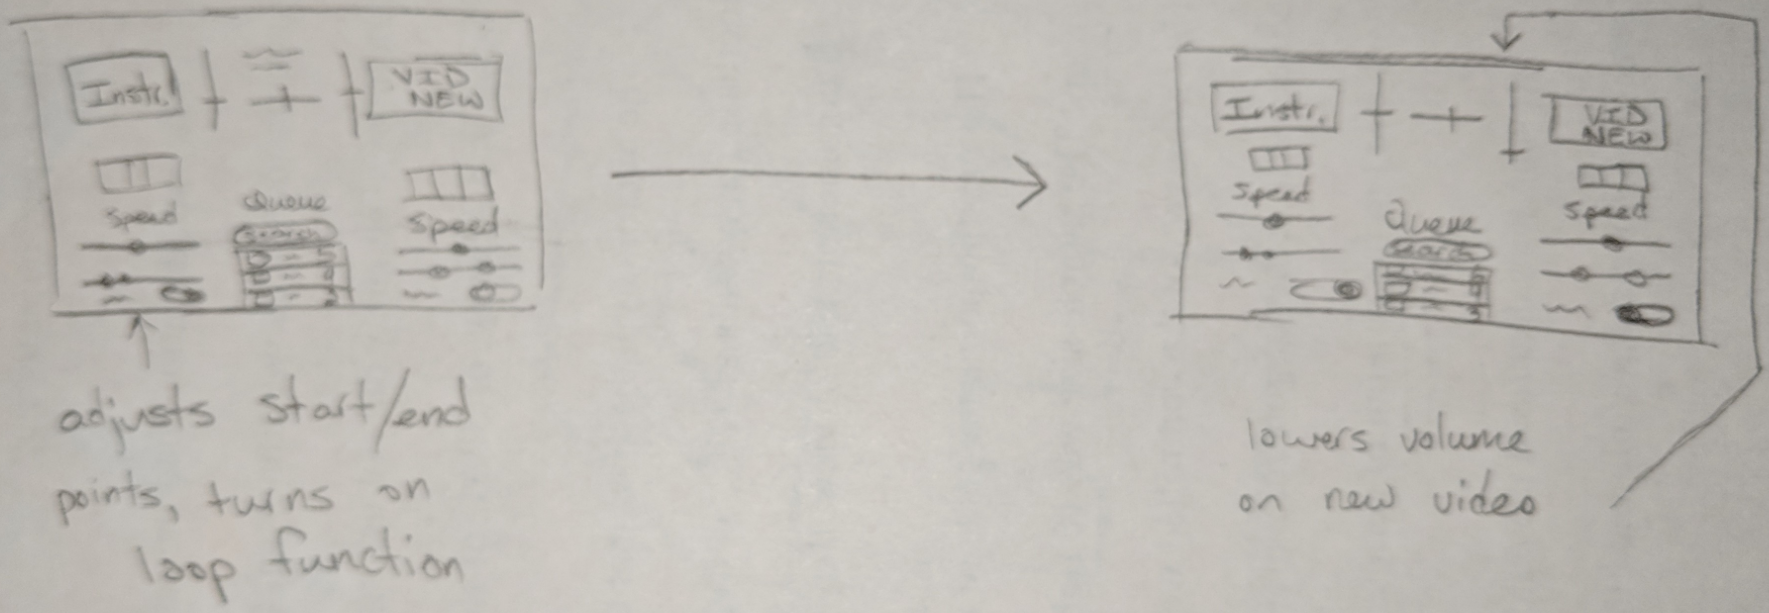 Instr.
VID
NEW
Speed
Queue
Search
Speed
adjusts start/end
points, turns on
loop function
Instr.
VID
NEW
Speed
Queue
Search
Speed
lowers volume
on new video